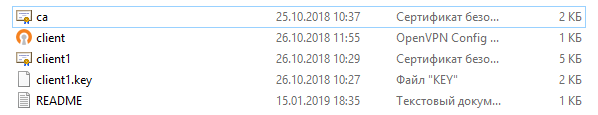 ca 25.10.2018 10:37 Сертификат безо... 2 КБ
client 26.10.2018 11:55 OpenVPN Config ... 2 КБ
client1 26.10.2018 10:29 Сертификат безо... 5 КБ
client1.key 26.10.2018 10:27 Файл "KEY" 2 КБ
README 15.01.2019 18:35 Текстовый докум... 2 КБ